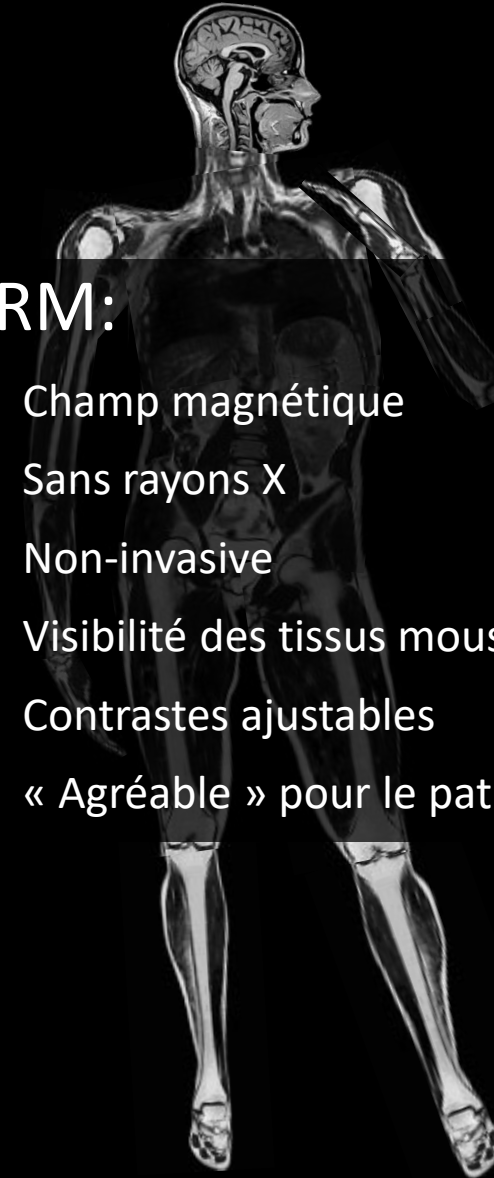 RM:
Champ magnétique
Sans rayons X
Non-invasive
Visibilité des tissus mous
Contrastes ajustables
« Agréable » pour le pat